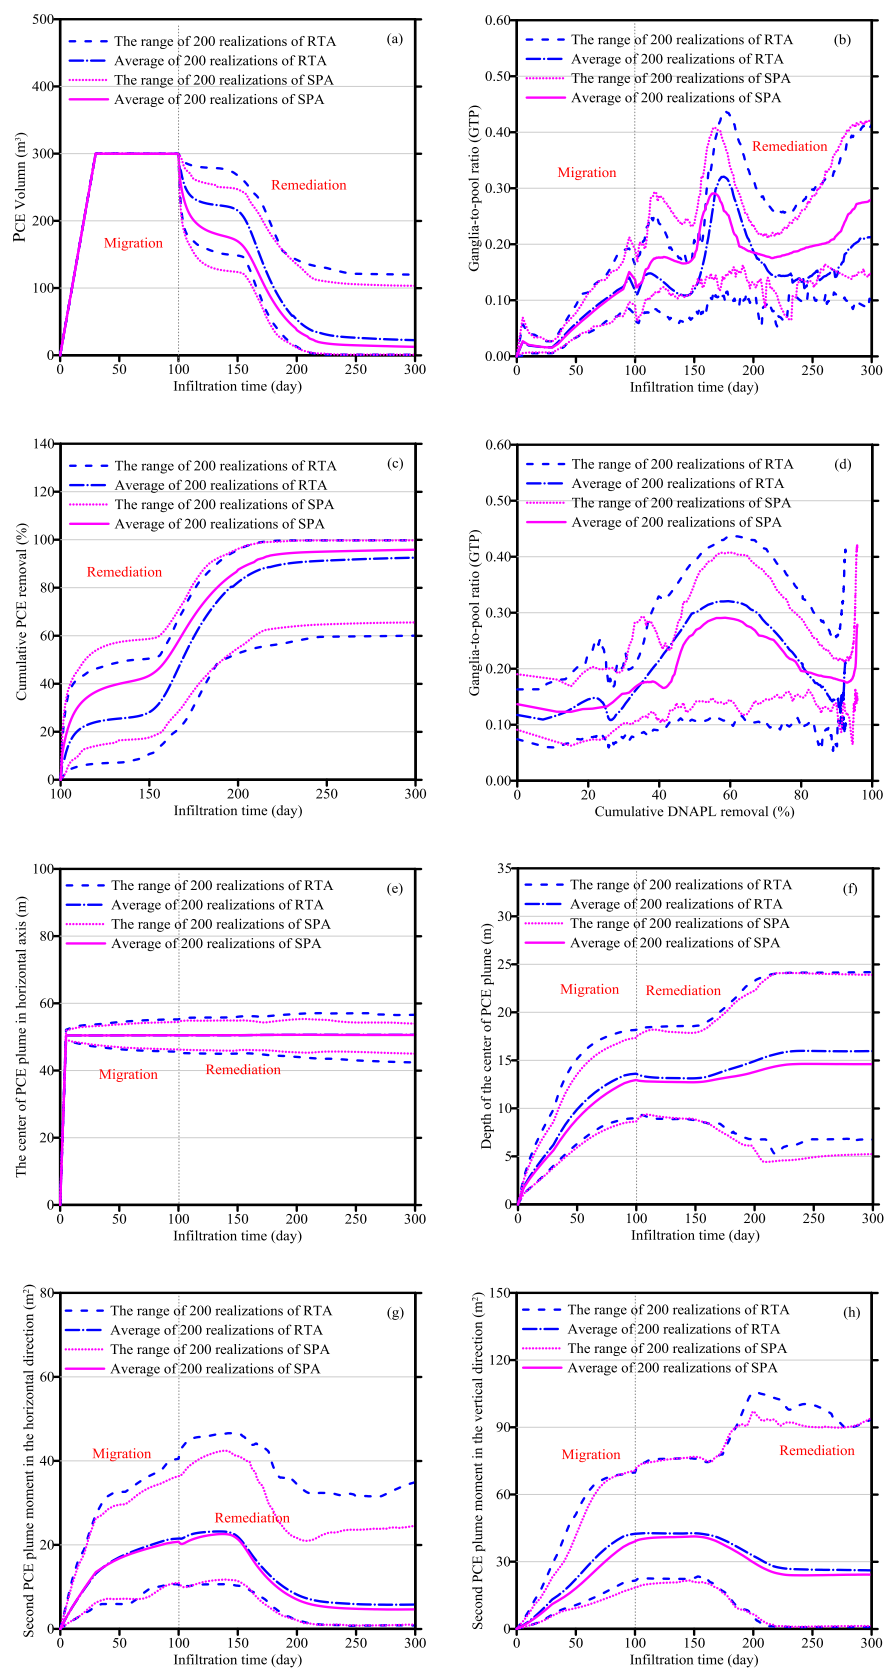 500
400
300
200
100
0
PCE Volumn (m³)
The range of 200 realizations of RTA
Average of 200 realizations of RTA
The range of 200 realizations of SPA
Average of 200 realizations of SPA
(a)
Remediation
Migration
0 50 100 150 200 250 300
Infiltration time (day)
0.60
0.50
0.40
0.30
0.20
0.10
0.00
Ganglia-to-pool ratio (GTP)
The range of 200 realizations of RTA
Average of 200 realizations of RTA
The range of 200 realizations of SPA
Average of 200 realizations of SPA
(b)
Remediation
Migration
0 50 100 150 200 250 300
Infiltration time (day)
140
120
100
80
60
40
20
0
Cumulative PCE removal (%)
The range of 200 realizations of RTA
Average of 200 realizations of RTA
The range of 200 realizations of SPA
Average of 200 realizations of SPA
(c)
Remediation
100 150 200 250 300
Infiltration time (day)
0.60
0.50
0.40
0.30
0.20
0.10
0.00
Ganglia-to-pool ratio (GTP)
The range of 200 realizations of RTA
Average of 200 realizations of RTA
The range of 200 realizations of SPA
Average of 200 realizations of SPA
(d)
0 20 40 60 80 100
Cumulative DNAPL removal (%)
100
80
60
40
20
0
The center of PCE plume in horizontal axis (m)
The range of 200 realizations of RTA
Average of 200 realizations of RTA
The range of 200 realizations of SPA
Average of 200 realizations of SPA
(e)
Migration
Remediation
0 50 100 150 200 250 300
Infiltration time (day)
35
30
25
20
15
10
5
0
Depth of the center of PCE plume (m)
The range of 200 realizations of RTA
Average of 200 realizations of RTA
The range of 200 realizations of SPA
Average of 200 realizations of SPA
(f)
Migration
Remediation
0 50 100 150 200 250 300
Infiltration time (day)
80
60
40
20
0
Second PCE plume moment in the horizontal direction (m²)
The range of 200 realizations of RTA
Average of 200 realizations of RTA
The range of 200 realizations of SPA
Average of 200 realizations of SPA
(g)
Migration
Remediation
0 50 100 150 200 250 300
Infiltration time (day)
150
120
90
60
30
0
Second PCE plume moment in the vertical direction (m²)
The range of 200 realizations of RTA
Average of 200 realizations of RTA
The range of 200 realizations of SPA
Average of 200 realizations of SPA
(h)
Migration
Remediation
0 50 100 150 200 250 300
Infiltration time (day)